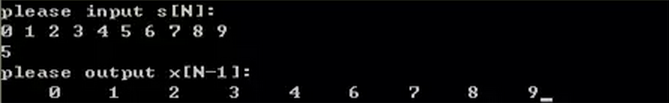 please input s[N]:
0 1 2 3 4 5 6 7 8 9
5
please output x[N-1]:
0 1 2 3 4 6 7 8 9_